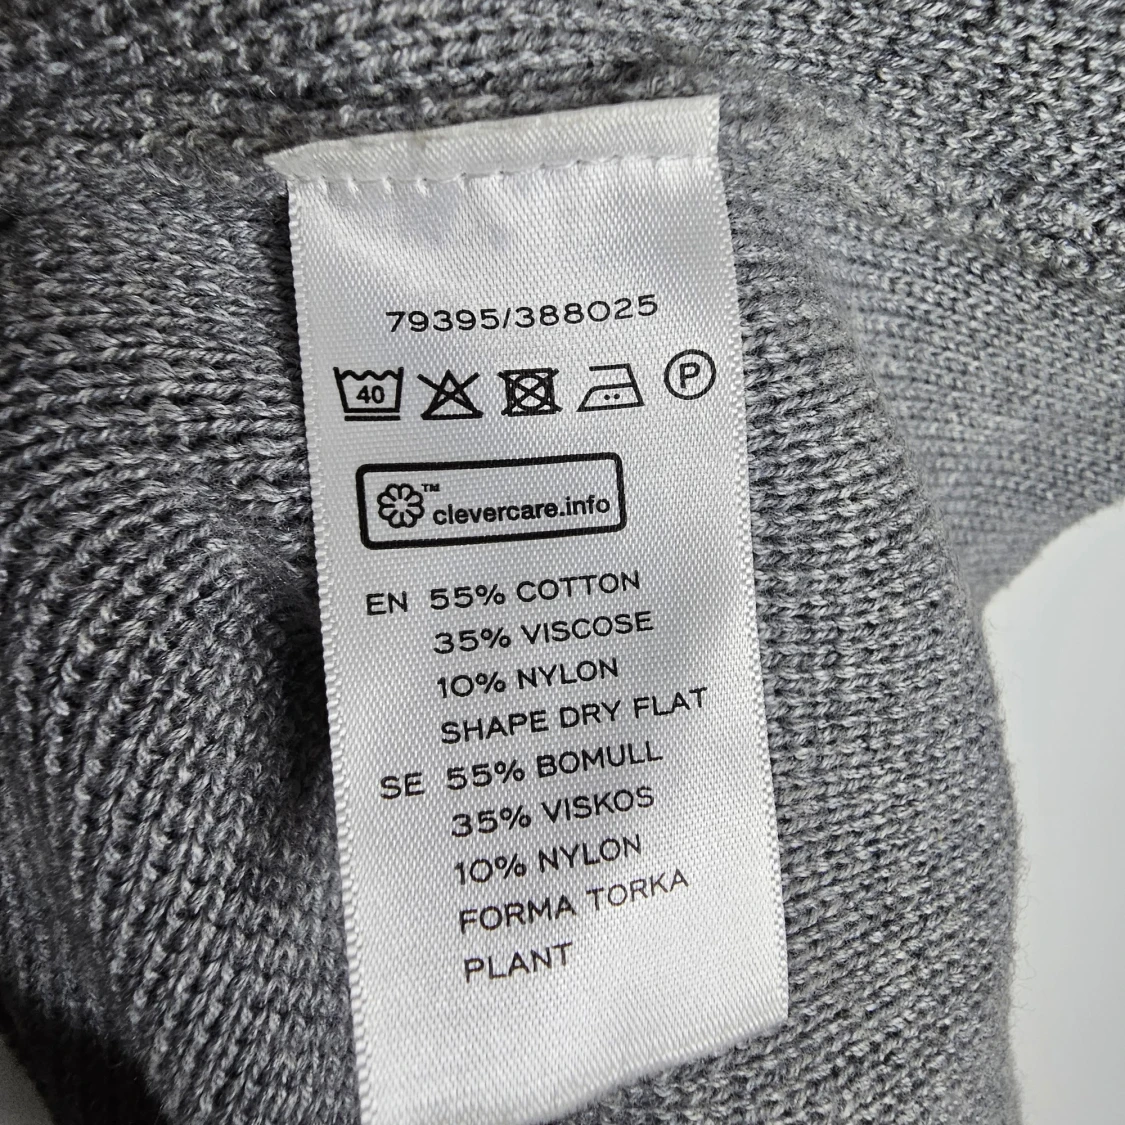 79395/388025
40 P
™
clevercare.info
EN 55% COTTON
35% VISCOSE
10% NYLON
SHAPE DRY FLAT
SE 55% BOMULL
35% VISKOS
10% NYLON
FORMA TORKA
PLANT